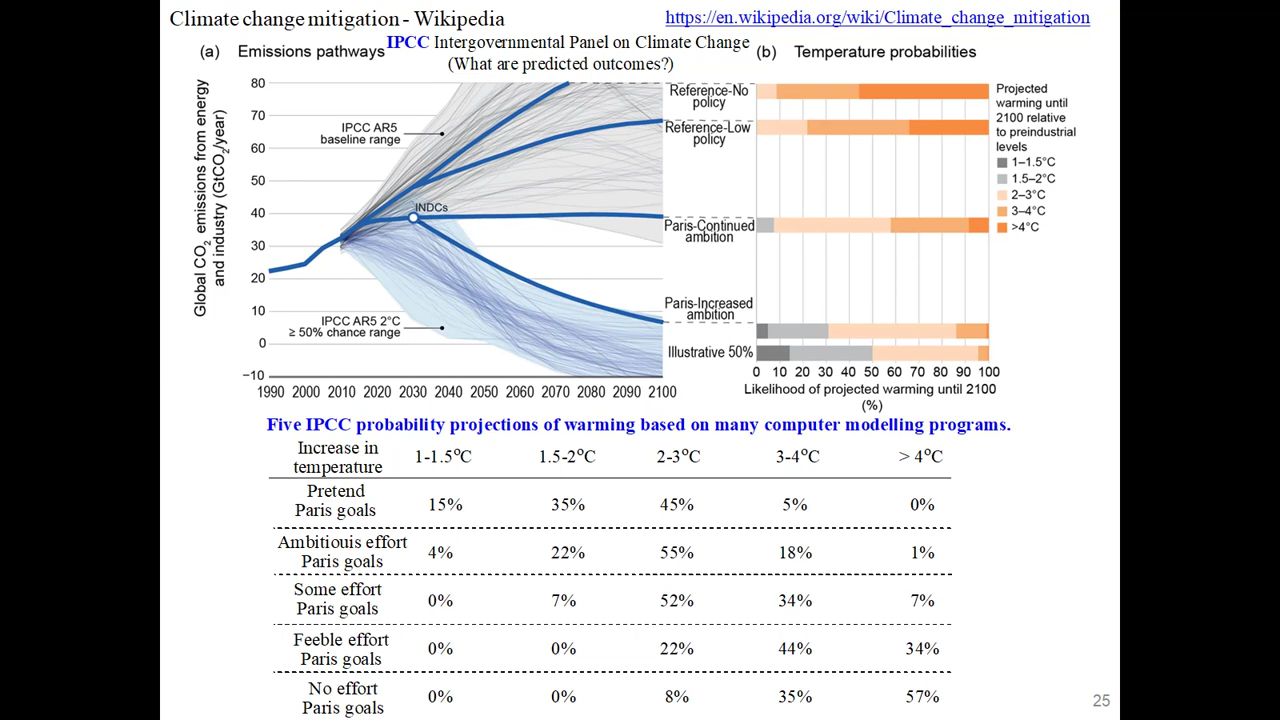 Climate change mitigation - Wikipedia
https://en.wikipedia.org/wiki/Climate_change_mitigation
(a) Emissions pathways
IPCC Intergovernmental Panel on Climate Change
(What are predicted outcomes?)
(b) Temperature probabilities
Global CO2 emissions from energy
and industry (GtCO2/year)
80
70
60
50
40
30
20
10
0
−10
IPCC AR5
baseline range
INDCs
IPCC AR5 2°C
≥ 50% chance range
1990 2000 2010 2020 2030 2040 2050 2060 2070 2080 2090 2100
Reference-No
policy
Reference-Low
policy
Paris-Continued
ambition
Paris-Increased
ambition
Illustrative 50%
0 10 20 30 40 50 60 70 80 90 100
Likelihood of projected warming until 2100
(%)
Projected
warming until
2100 relative
to preindustrial
levels
1–1.5°C
1.5–2°C
2–3°C
3–4°C
>4°C
Five IPCC probability projections of warming based on many computer modelling programs.
Increase in
temperature
1-1.5°C 1.5-2°C 2-3°C 3-4°C > 4°C
Pretend
Paris goals
15% 35% 45% 5% 0%
Ambitiouis effort
Paris goals
4% 22% 55% 18% 1%
Some effort
Paris goals
0% 7% 52% 34% 7%
Feeble effort
Paris goals
0% 0% 22% 44% 34%
No effort
Paris goals
0% 0% 8% 35% 57%
25